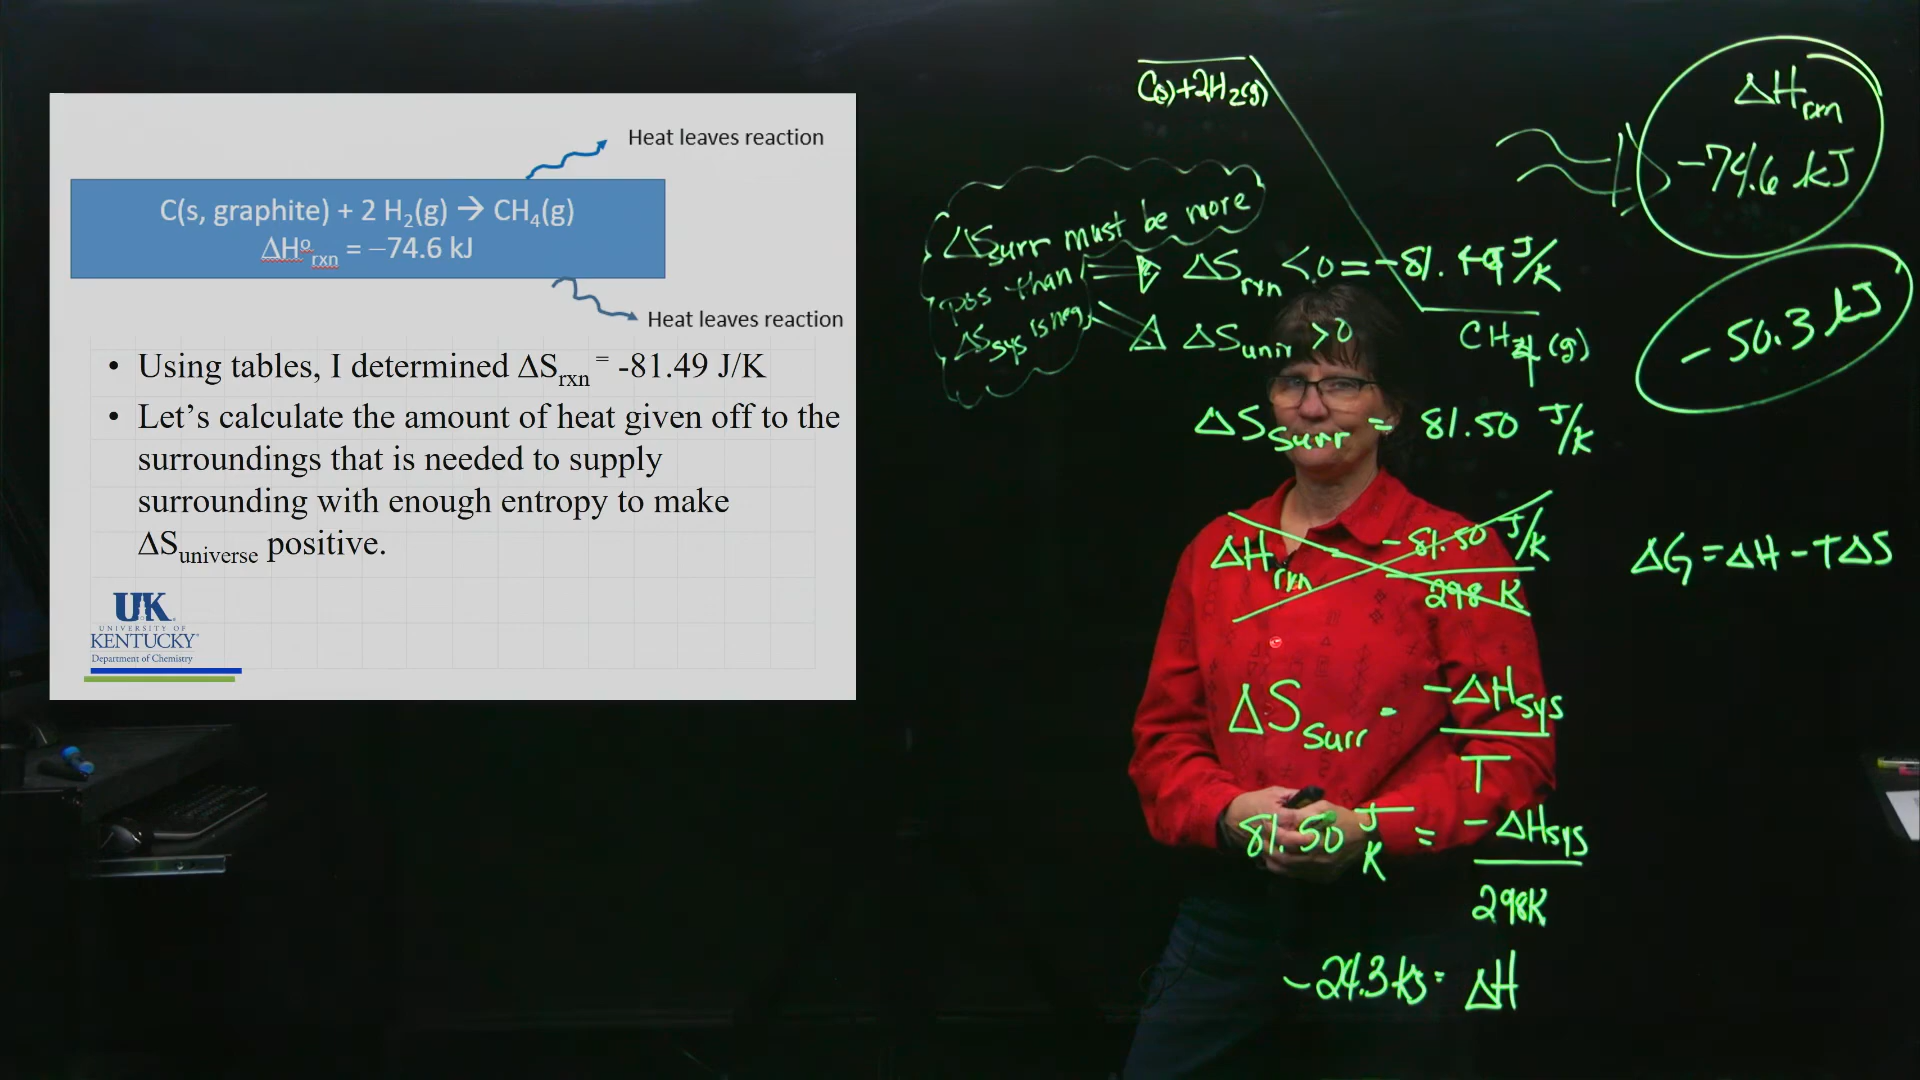 Heat leaves reaction
C(s, graphite) + 2 H₂(g) → CH₄(g)
ΔH°rxn = −74.6 kJ
Heat leaves reaction
• Using tables, I determined ΔSrxn = -81.49 J/K
• Let's calculate the amount of heat given off to the
surroundings that is needed to supply
surrounding with enough entropy to make
ΔSuniverse positive.
UK
UNIVERSITY OF
KENTUCKY®
Department of Chemistry
C(s)+2H₂(g)
ΔSsurr must be more
pos than
ΔSsys is neg
ΔSrxn < 0 = -81.49 J/K
ΔSuniv > 0
CH₄(g)
ΔSsurr = 81.50 J/K
ΔHrxn = -81.50 J/K
298 K
ΔSsurr = -ΔHsys
T
81.50 J/K = -ΔHsys
298K
-24.3 kJ = ΔH
ΔHrxn
-74.6 kJ
-50.3 kJ
ΔG = ΔH - TΔS